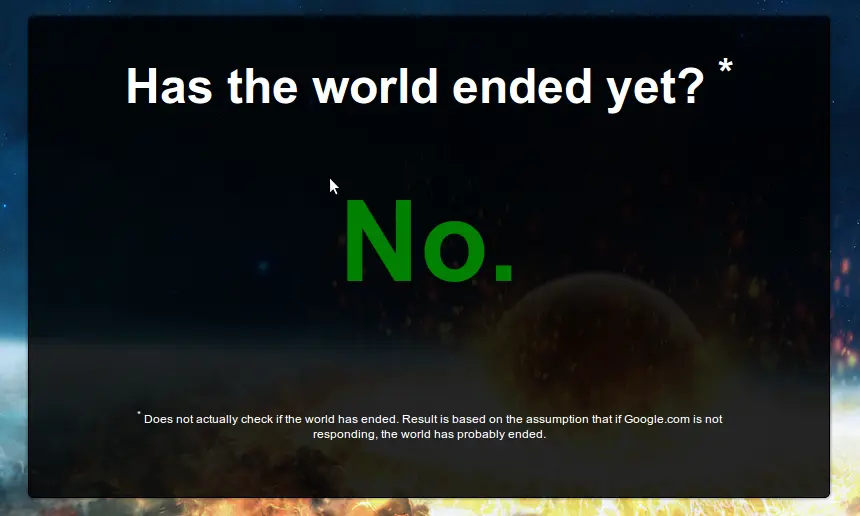 Has the world ended yet? *
No.
* Does not actually check if the world has ended. Result is based on the assumption that if Google.com is not
responding, the world has probably ended.